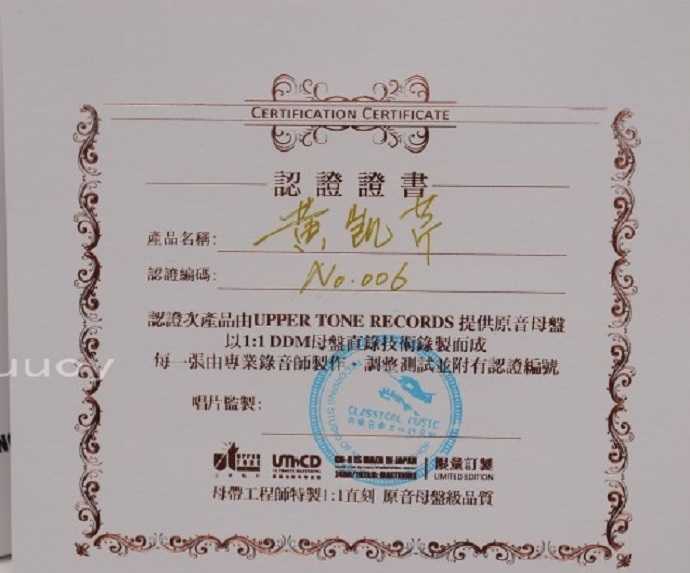 CERTIFICATION CERTIFICATE
認證證書
產品名稱: 黃凱芹
認證編碼: No.006
認證次產品由UPPER TONE RECORDS 提供原音母盤
以1:1 DDM母盤直錄技術錄製而成
每一張由專業錄音師製作、調整測試並附有認證編號
唱片監製:
CLASSICAL MUSIC
UPPER TONE
UTMCD
限量訂製
LIMITED EDITION
母帶工程師特製1:1直刻 原音母盤級品質
uuoy